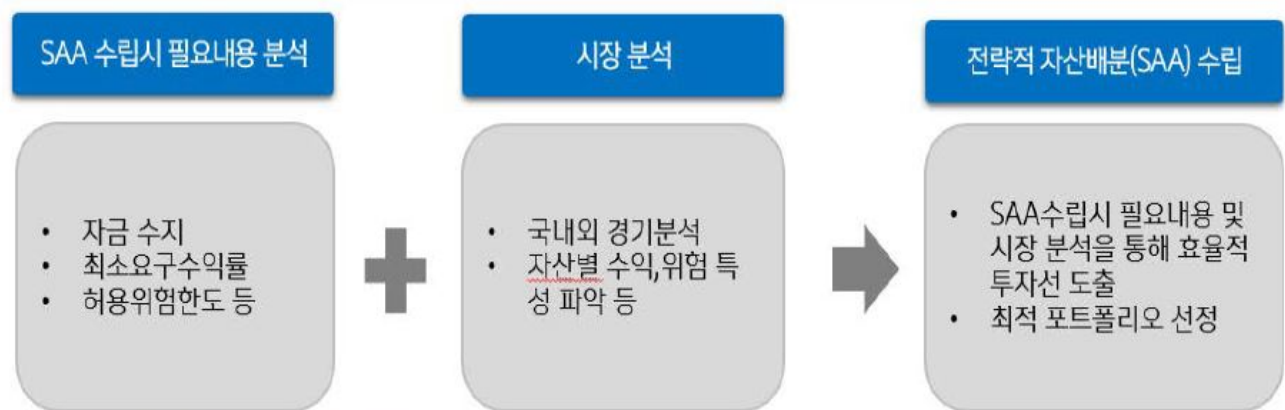 SAA 수립시 필요내용 분석
• 자금 수지
• 최소요구수익률
• 허용위험한도 등
시장 분석
• 국내외 경기분석
• 자산별 수익,위험 특
성 파악 등
전략적 자산배분(SAA) 수립
• SAA수립시 필요내용 및
시장 분석을 통해 효율적
투자선 도출
• 최적 포트폴리오 선정